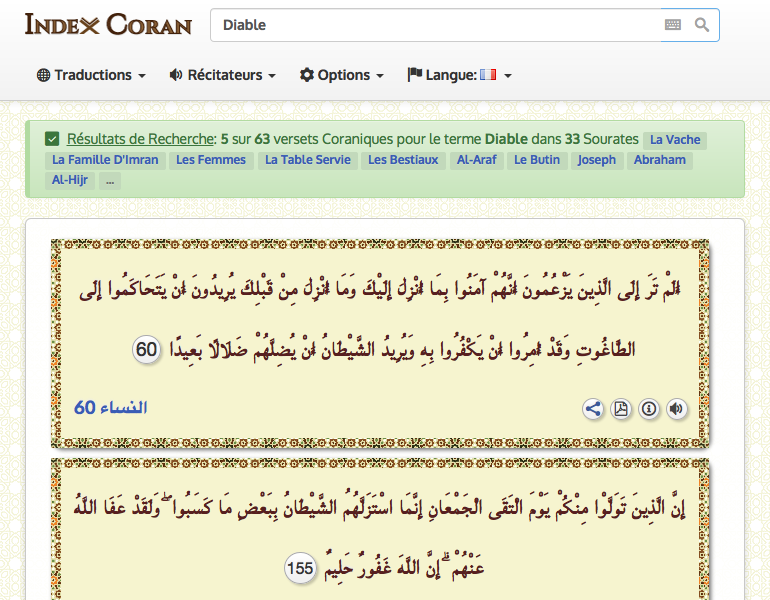 Index Coran
Diable
Traductions
Récitateurs
Options
Langue:
Résultats de Recherche: 5 sur 63 versets Coraniques pour le terme Diable dans 33 Sourates La Vache
La Famille D'Imran Les Femmes La Table Servie Les Bestiaux Al-Araf Le Butin Joseph Abraham
Al-Hijr ...
أَلَمْ تَرَ إِلَى الَّذِينَ يَزْعُمُونَ أَنَّهُمْ آمَنُوا بِمَا أُنْزِلَ إِلَيْكَ وَمَا أُنْزِلَ مِنْ قَبْلِكَ يُرِيدُونَ أَنْ يَتَحَاكَمُوا إِلَى
الطَّاغُوتِ وَقَدْ أُمِرُوا أَنْ يَكْفُرُوا بِهِ وَيُرِيدُ الشَّيْطَانُ أَنْ يُضِلَّهُمْ ضَلَالًا بَعِيدًا 60
النساء 60
إِنَّ الَّذِينَ تَوَلَّوْا مِنْكُمْ يَوْمَ الْتَقَى الْجَمْعَانِ إِنَّمَا اسْتَزَلَّهُمُ الشَّيْطَانُ بِبَعْضِ مَا كَسَبُوا ۖ وَلَقَدْ عَفَا اللَّهُ
عَنْهُمْ ۗ إِنَّ اللَّهَ غَفُورٌ حَلِيمٌ 155